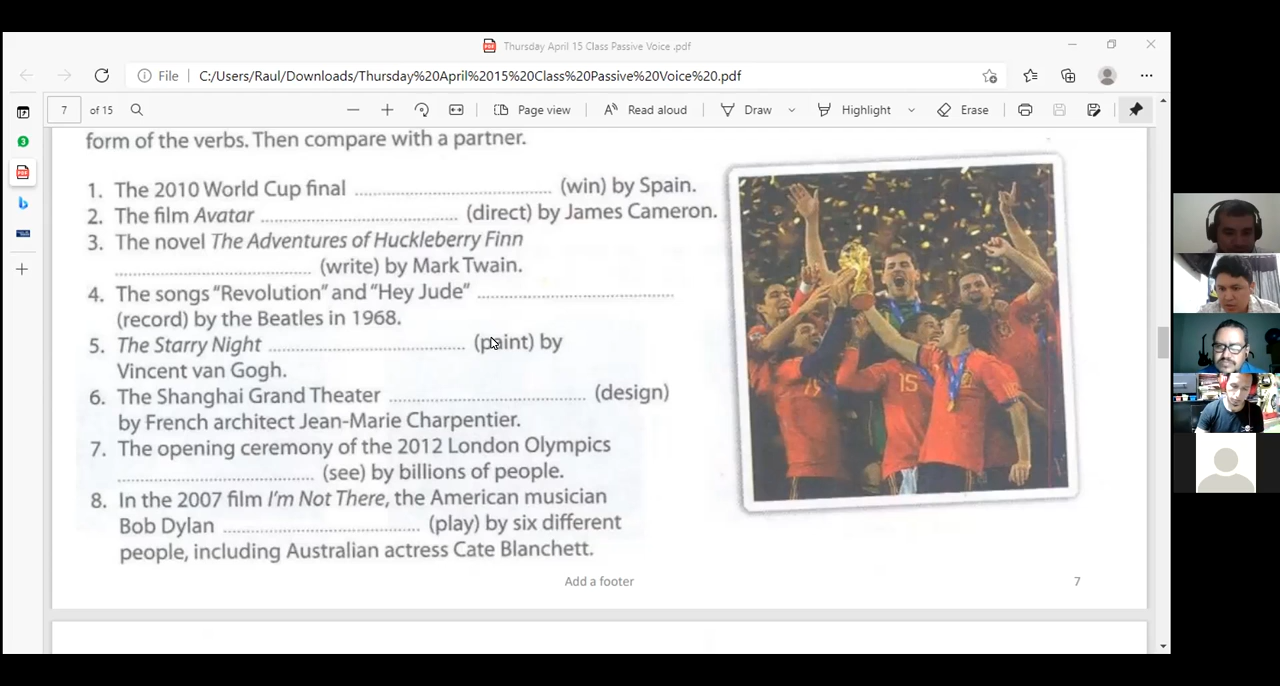 Thursday April 15 Class Passive Voice .pdf
File
C:/Users/Raul/Downloads/Thursday%20April%2015%20Class%20Passive%20Voice%20.pdf
7 of 15
Page view
Read aloud
Draw
Highlight
Erase
3
form of the verbs. Then compare with a partner.
1. The 2010 World Cup final ........................ (win) by Spain.
2. The film Avatar ........................ (direct) by James Cameron.
3. The novel The Adventures of Huckleberry Finn
........................ (write) by Mark Twain.
4. The songs “Revolution” and “Hey Jude” ........................
(record) by the Beatles in 1968.
5. The Starry Night ........................ (paint) by
Vincent van Gogh.
6. The Shanghai Grand Theater ........................ (design)
by French architect Jean-Marie Charpentier.
7. The opening ceremony of the 2012 London Olympics
........................ (see) by billions of people.
8. In the 2007 film I'm Not There, the American musician
Bob Dylan ........................ (play) by six different
people, including Australian actress Cate Blanchett.
15
Add a footer
7